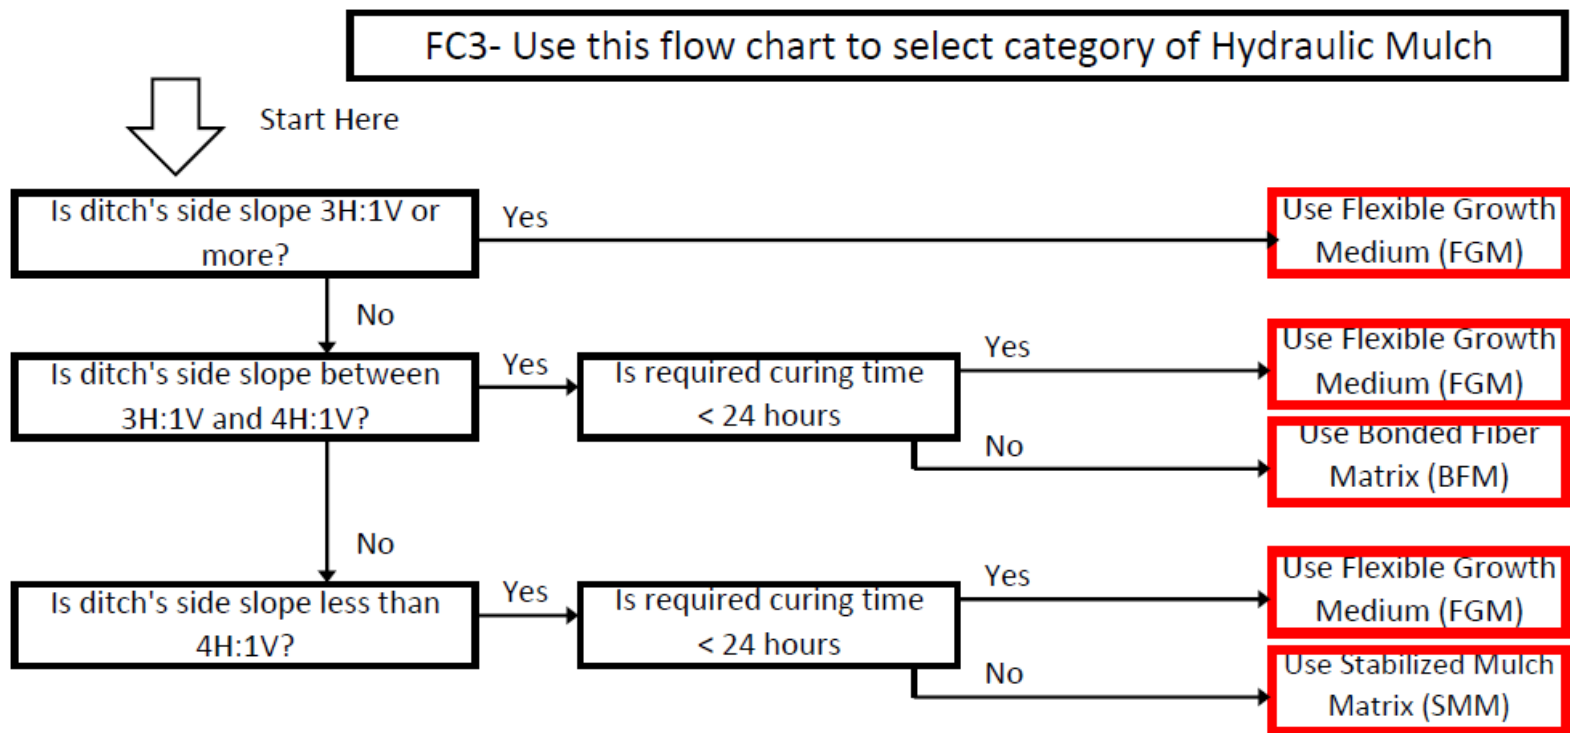 FC3- Use this flow chart to select category of Hydraulic Mulch
Start Here
Is ditch's side slope 3H:1V or
more?
Yes
Use Flexible Growth
Medium (FGM)
No
Is ditch's side slope between
3H:1V and 4H:1V?
Yes
Is required curing time
< 24 hours
Yes
Use Flexible Growth
Medium (FGM)
No
Use Bonded Fiber
Matrix (BFM)
No
Is ditch's side slope less than
4H:1V?
Yes
Is required curing time
< 24 hours
Yes
Use Flexible Growth
Medium (FGM)
No
Use Stabilized Mulch
Matrix (SMM)